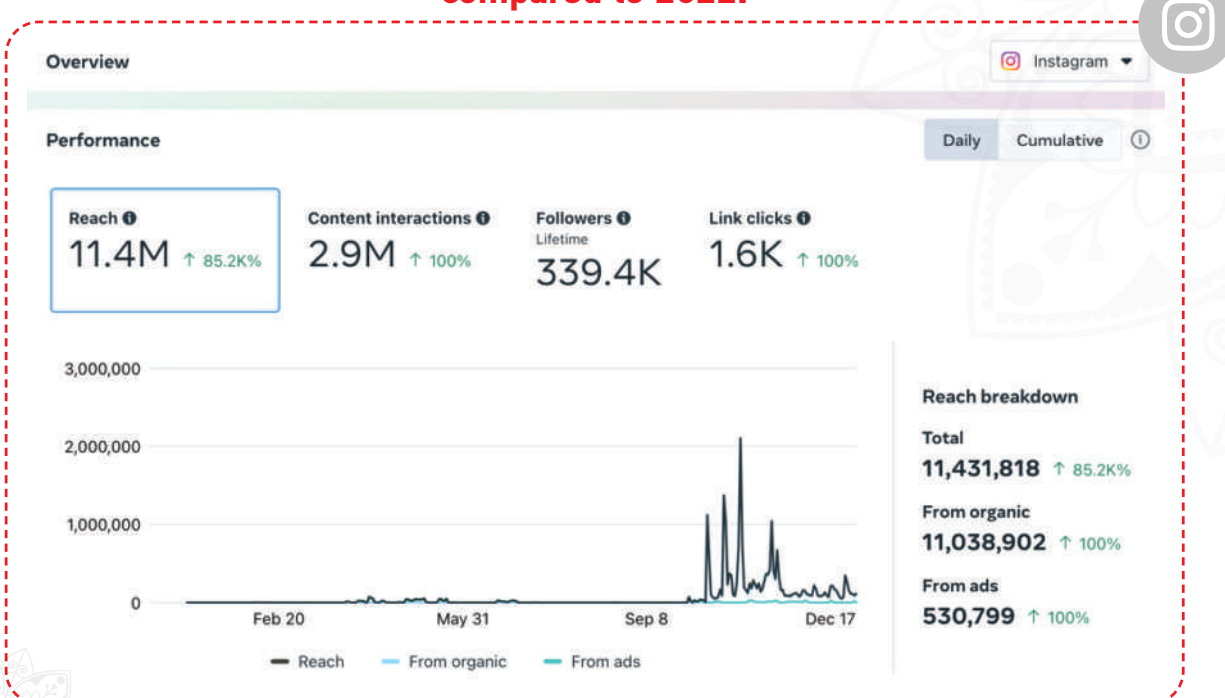 compared to 2022.
Overview
Instagram
Performance
Daily Cumulative
Reach
11.4M ↑ 85.2K%
Content interactions
2.9M ↑ 100%
Followers
Lifetime
339.4K
Link clicks
1.6K ↑ 100%
3,000,000
2,000,000
1,000,000
0
Feb 20 May 31 Sep 8 Dec 17
Reach From organic From ads
Reach breakdown
Total
11,431,818 ↑ 85.2K%
From organic
11,038,902 ↑ 100%
From ads
530,799 ↑ 100%